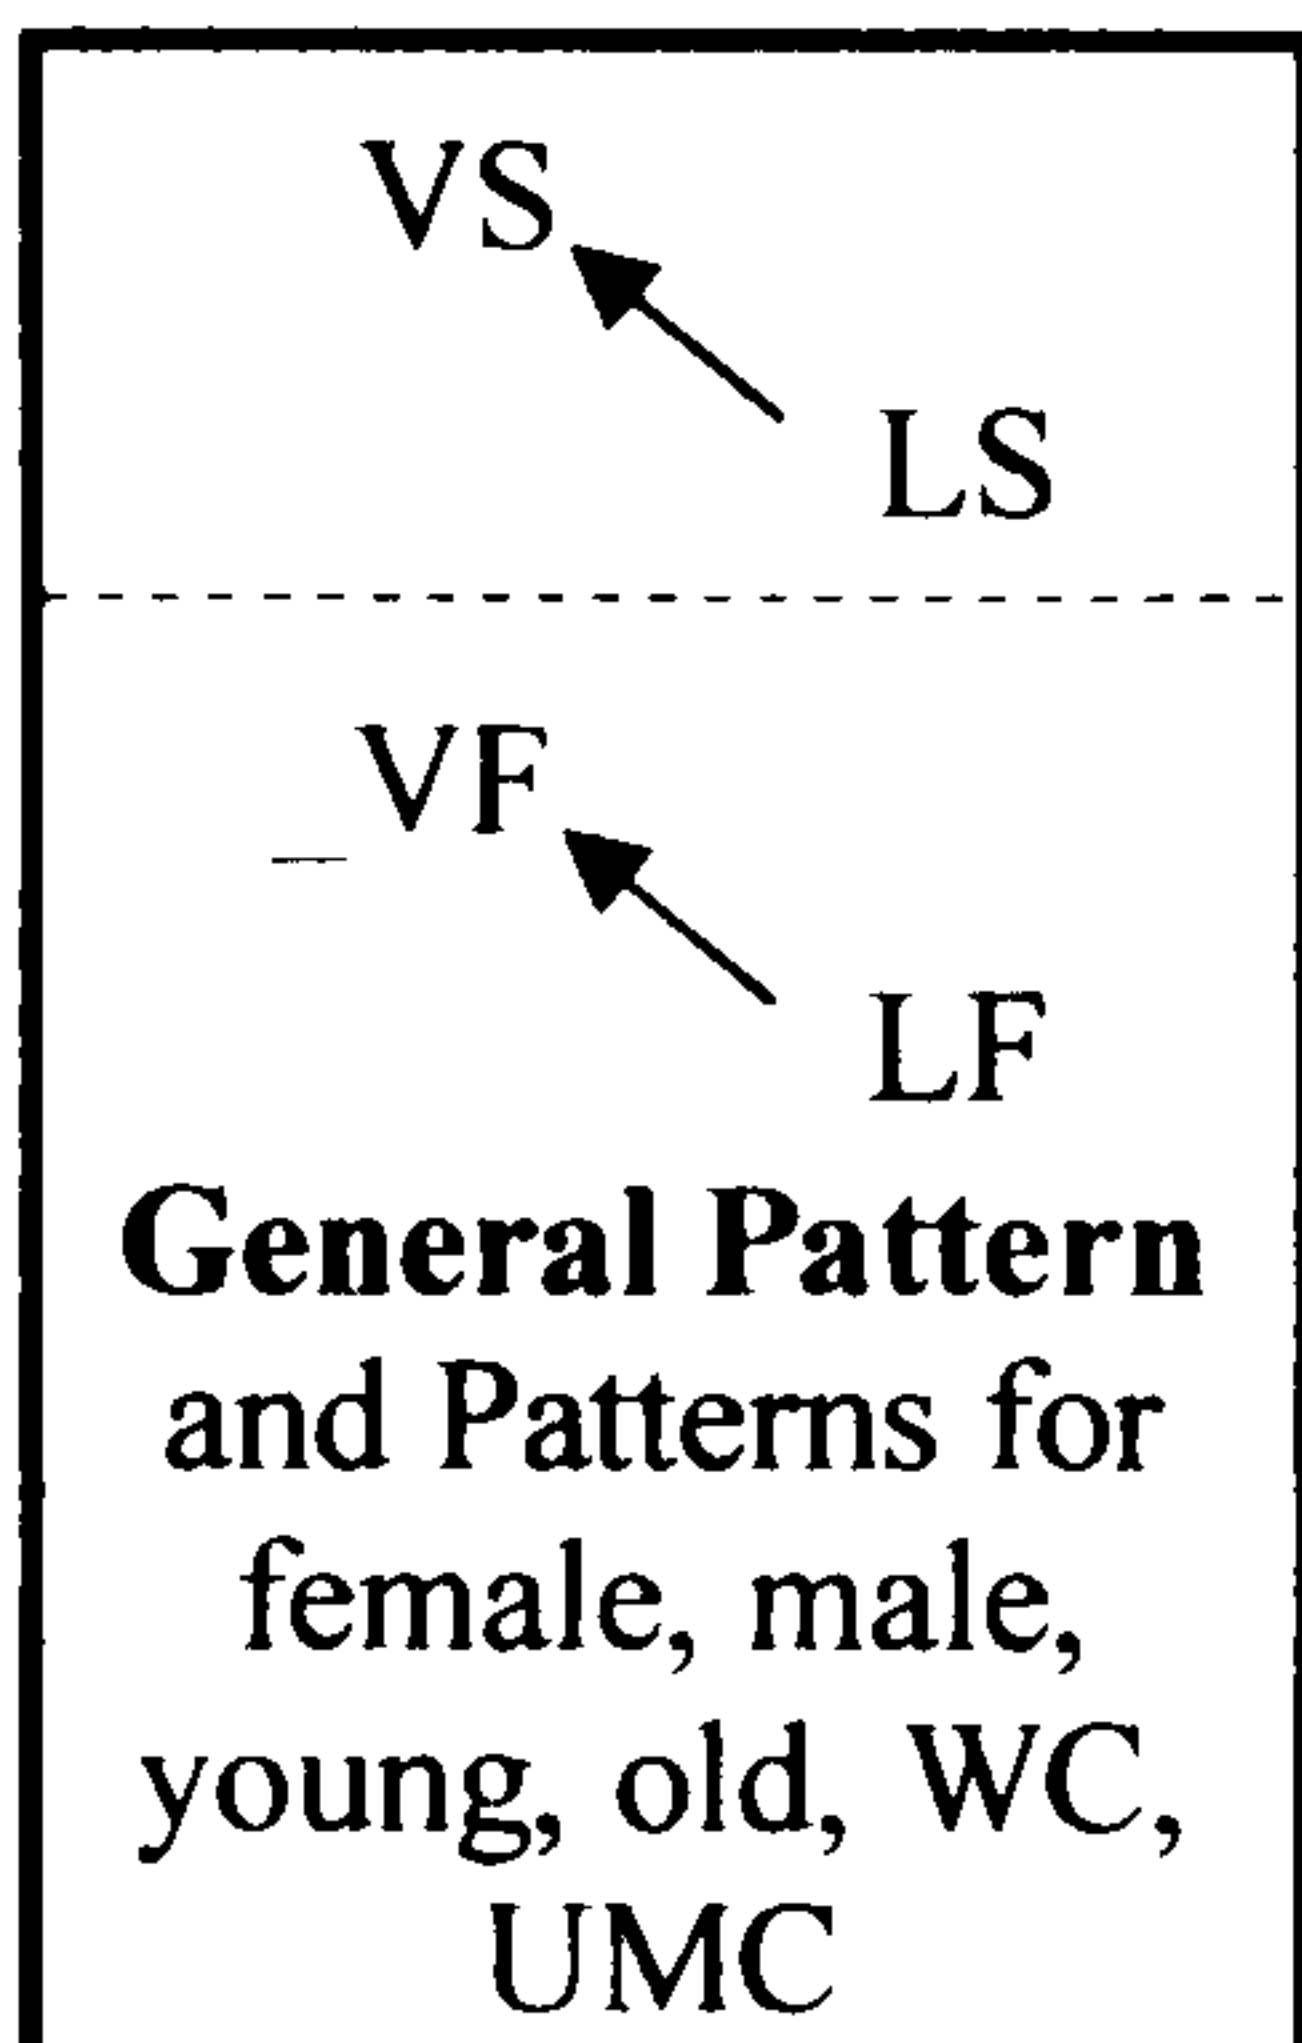 VS
LS
VF
LF
General Pattern
and Patterns for
female, male,
young, old, WC,
UMC